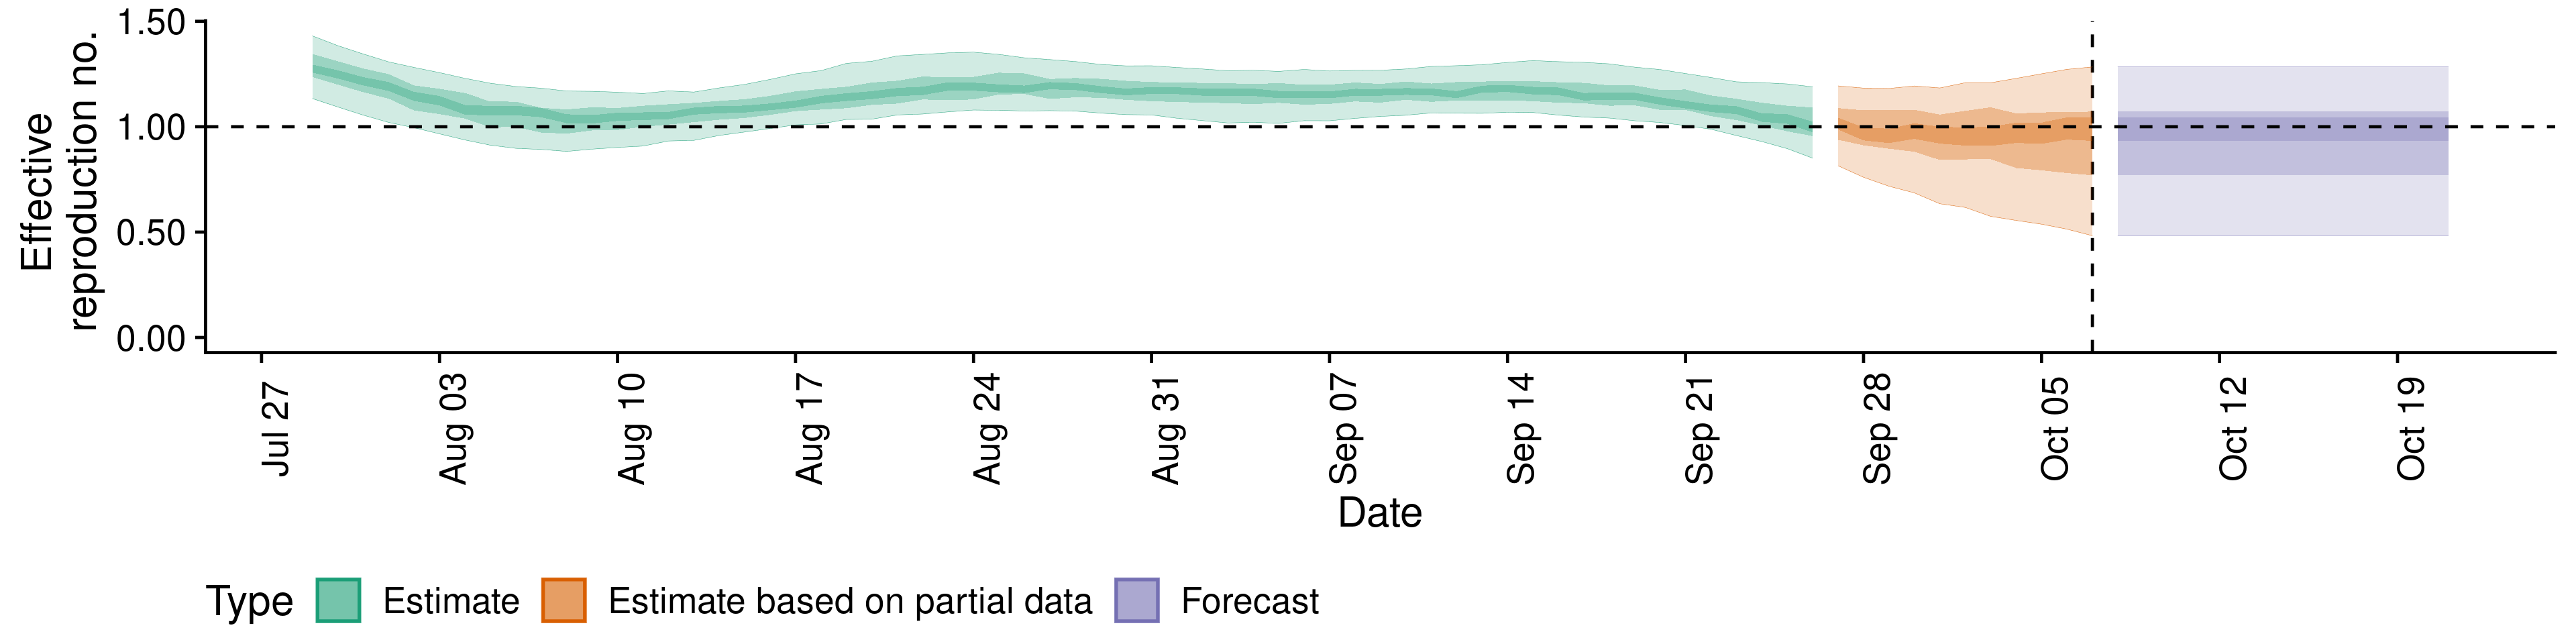 Effective
reproduction no.
1.50
1.00
0.50
0.00
Jul 27
Aug 03
Aug 10
Aug 17
Aug 24
Aug 31
Sep 07
Sep 14
Sep 21
Sep 28
Oct 05
Oct 12
Oct 19
Date
Type Estimate Estimate based on partial data Forecast